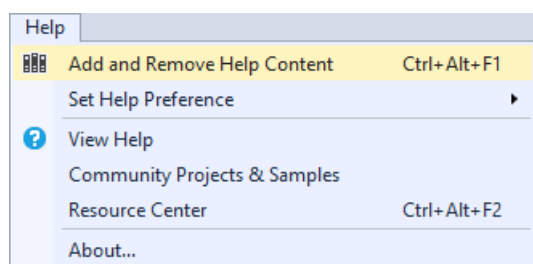 Help
Add and Remove Help Content Ctrl+Alt+F1
Set Help Preference
View Help
Community Projects & Samples
Resource Center Ctrl+Alt+F2
About...